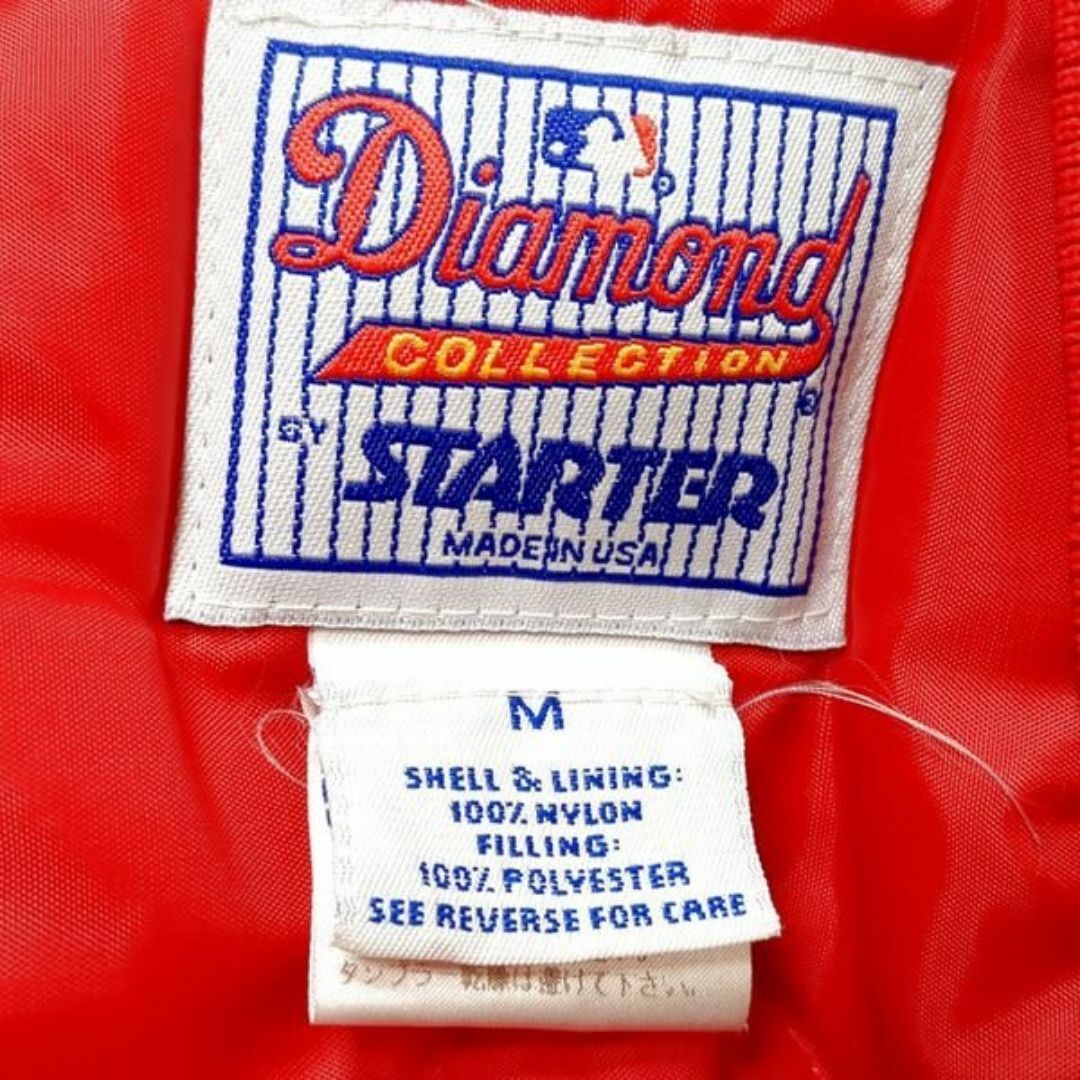 Diamond
COLLECTION
BY STARTER
MADE IN USA
M
SHELL & LINING:
100% NYLON
FILLING:
100% POLYESTER
SEE REVERSE FOR CARE